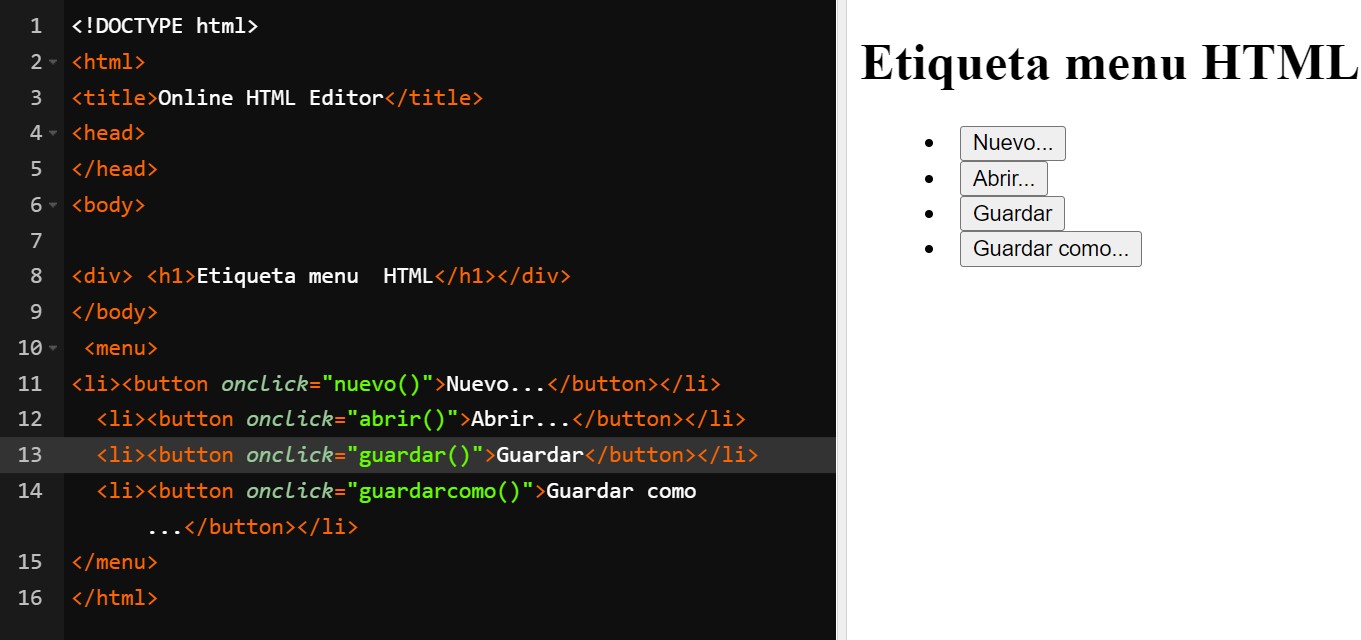 1 <!DOCTYPE html>
2 <html>
3 <title>Online HTML Editor</title>
4 <head>
5 </head>
6 <body>
7
8 <div> <h1>Etiqueta menu  HTML</h1></div>
9 </body>
10 <menu>
11 <li><button onclick="nuevo()">Nuevo...</button></li>
12 <li><button onclick="abrir()">Abrir...</button></li>
13 <li><button onclick="guardar()">Guardar</button></li>
14 <li><button onclick="guardarcomo()">Guardar como
...</button></li>
15 </menu>
16 </html>
Etiqueta menu HTML
• Nuevo...
• Abrir...
• Guardar
• Guardar como...